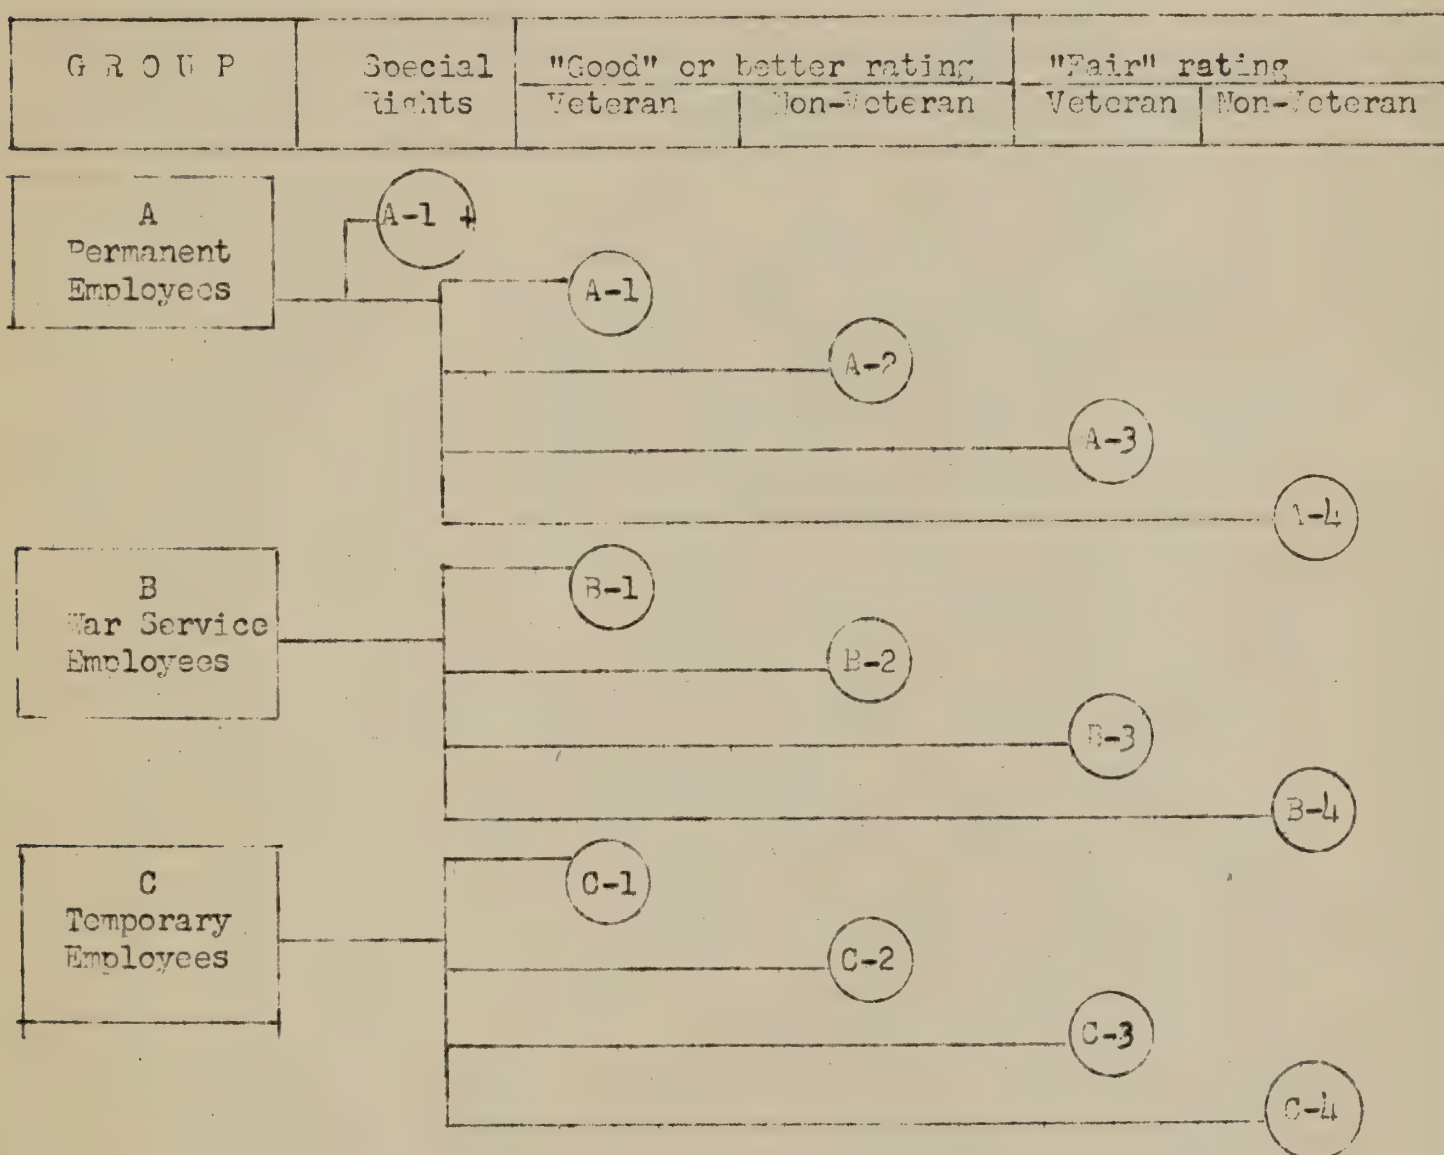 G R O U P
Special
Rights
"Good" or better rating
Veteran
Non-Veteran
"Fair" rating
Veteran
Non-Veteran
A
Permanent
Employees
A-1 +
A-1
A-2
A-3
A-4
B
War Service
Employees
B-1
B-2
B-3
B-4
C
Temporary
Employees
C-1
C-2
C-3
C-4